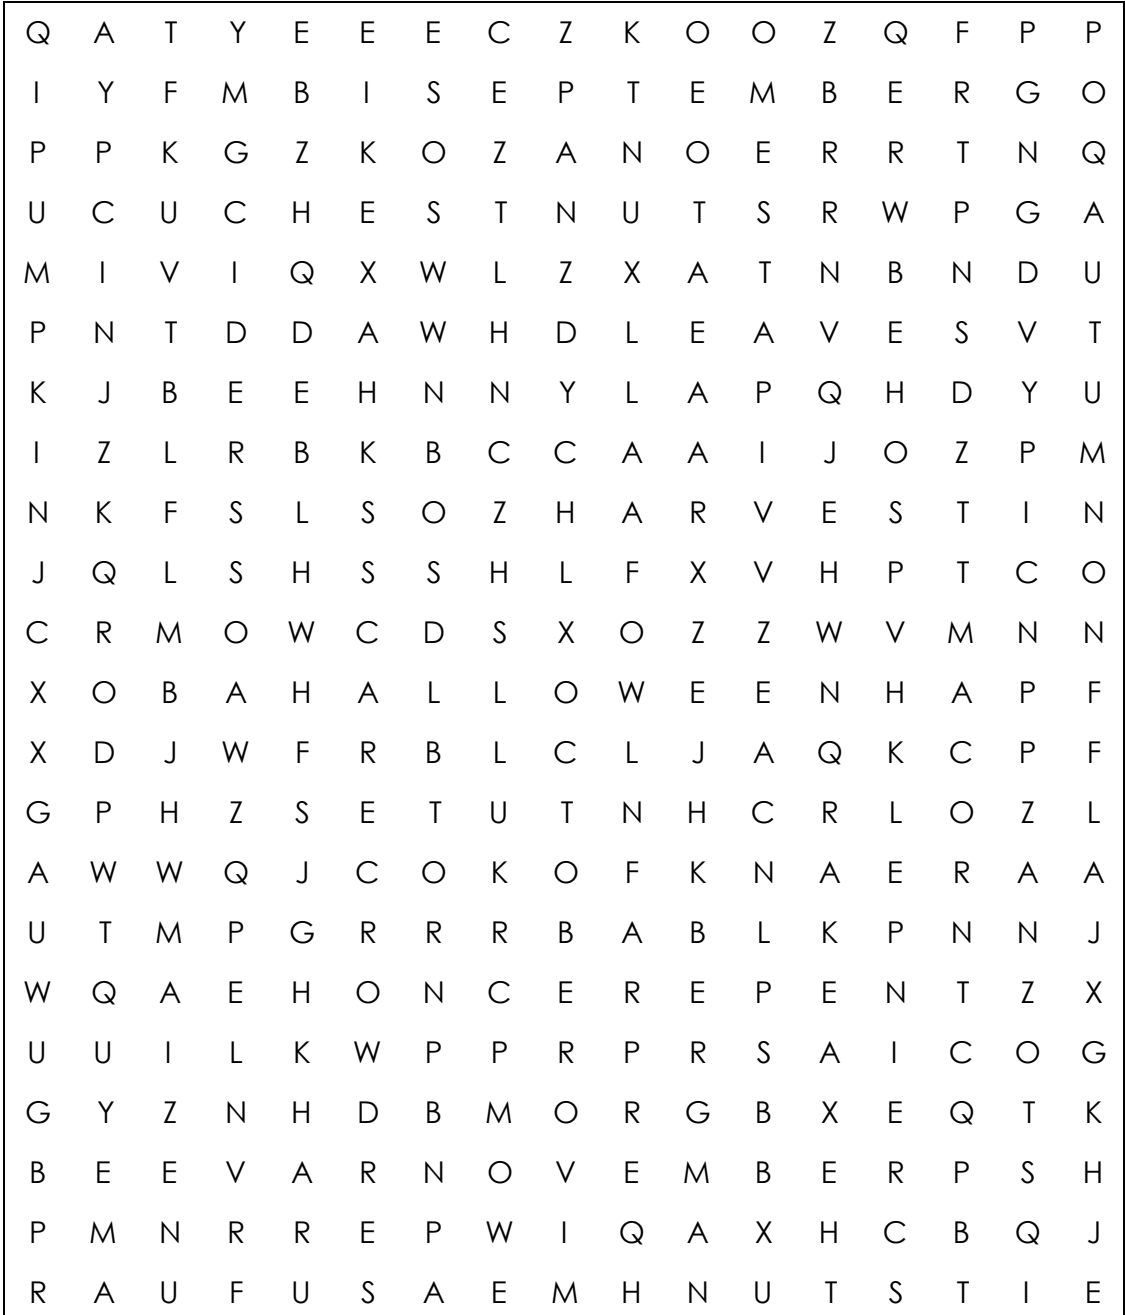 Q A T Y E E E C Z K O O Z Q F P P
I Y F M B I S E P T E M B E R G O
P P K G Z K O Z A N O E R R T N Q
U C U C H E S T N U T S R W P G A
M I V I Q X W L Z X A T N B N D U
P N T D D A W H D L E A V E S V T
K J B E E H N N Y L A P Q H D Y U
I Z L R B K B C C A A I J O Z P M
N K F S L S O Z H A R V E S T I N
J Q L S H S S H L F X V H P T C O
C R M O W C D S X O Z Z W V M N N
X O B A H A L L O W E E N H A P F
X D J W F R B L C L J A Q K C P F
G P H Z S E T U T N H C R L O Z L
A W W Q J C O K O F K N A E R A A
U T M P G R R R B A B L K P N N J
W Q A E H O N C E R E P E N T Z X
U U I L K W P P R P R S A I C O G
G Y Z N H D B M O R G B X E Q T K
B E E V A R N O V E M B E R P S H
P M N R R E P W I Q A X H C B Q J
R A U F U S A E M H N U T S T I E